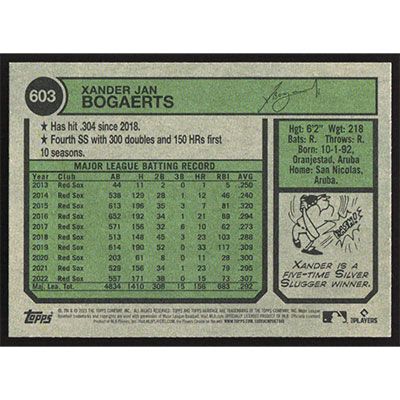 603
XANDER JAN
BOGAERTS
★ Has hit .304 since 2018.
★ Fourth SS with 300 doubles and 150 HRs first
10 seasons.
Hgt: 6'2" Wgt: 218
Bats: R. Throws: R.
Born: 10-1-92,
Oranjestad, Aruba
Home: San Nicolas,
Aruba.
MAJOR LEAGUE BATTING RECORD
Year Club AB H 2B 3B HR RBI AVG
2013 Red Sox 44 11 2 0 1 5 .250
2014 Red Sox 538 129 28 1 12 46 .240
2015 Red Sox 613 196 35 3 7 81 .320
2016 Red Sox 652 192 34 1 21 89 .294
2017 Red Sox 571 156 32 6 10 62 .273
2018 Red Sox 513 148 45 3 23 103 .288
2019 Red Sox 614 190 52 0 33 117 .309
2020 Red Sox 203 61 8 0 11 28 .300
2021 Red Sox 529 156 34 1 23 79 .295
2022 Red Sox 557 171 38 0 15 73 .307
Maj. Lea. Tot. 4834 1410 308 15 156 683 .292
XANDER IS A
FIVE-TIME SILVER
SLUGGER WINNER.
Topps
MLB
PLAYERS